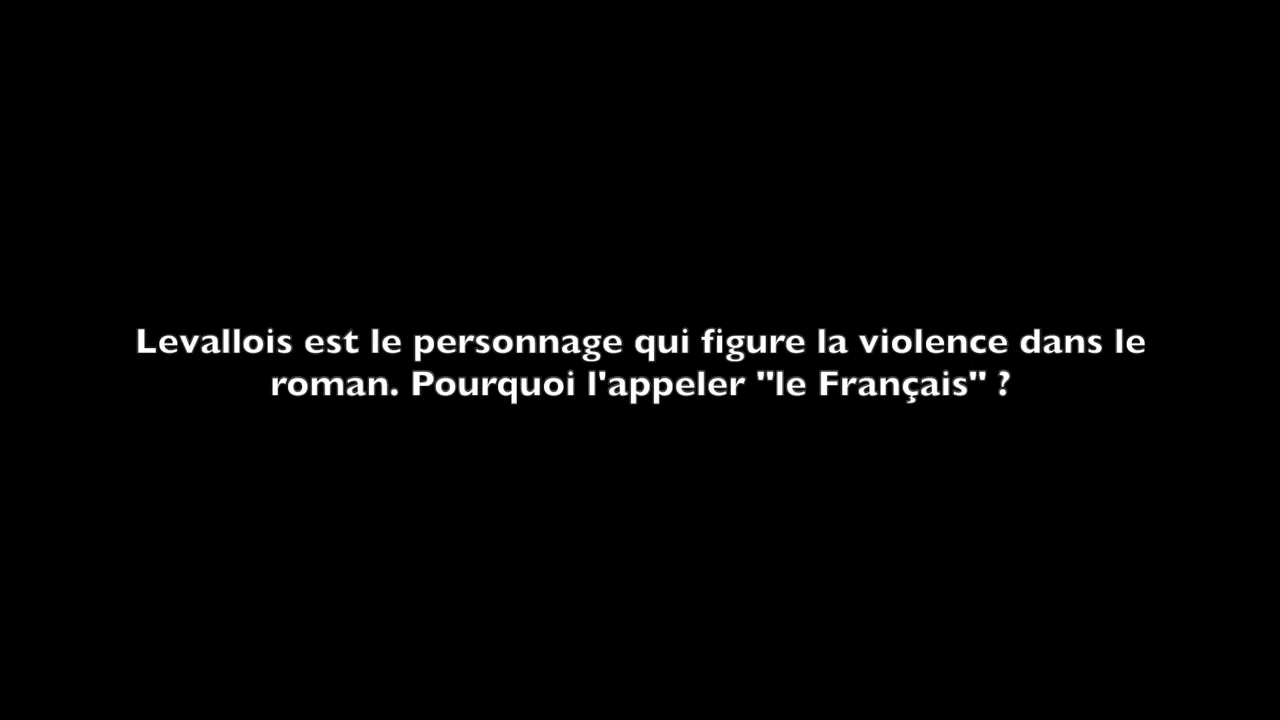 Levallois est le personnage qui figure la violence dans le
roman. Pourquoi l'appeler "le Français" ?